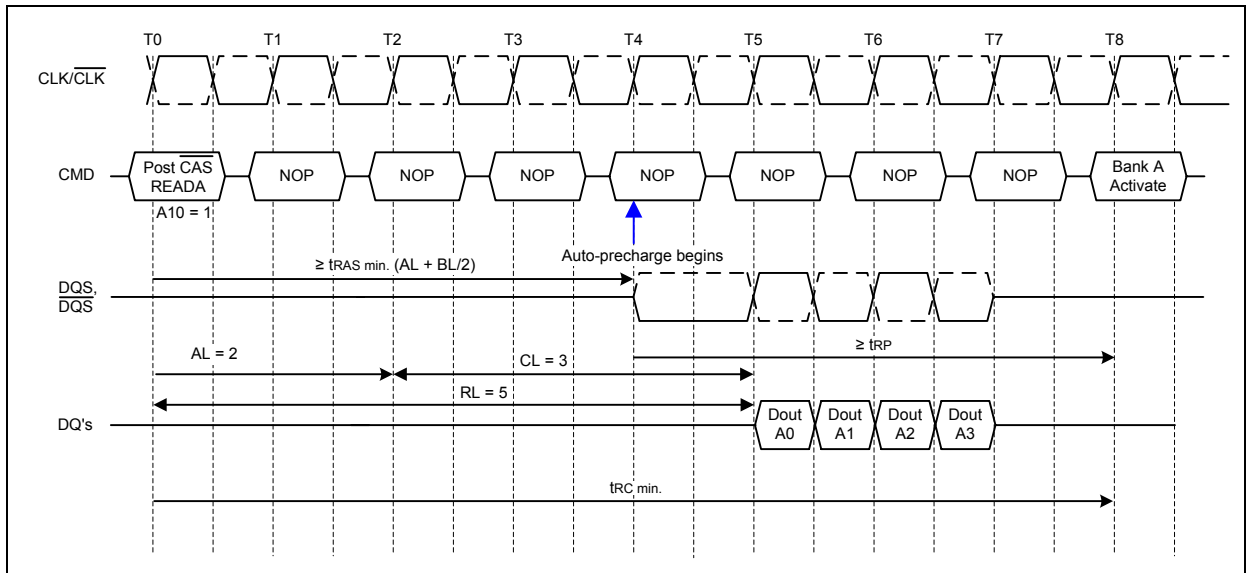 T0 T1 T2 T3 T4 T5 T6 T7 T8
CLK/CLK
CMD
Post CAS
READA
NOP NOP NOP NOP NOP NOP NOP
Bank A
Activate
A10 = 1
Auto-precharge begins
≥ tRAS min. (AL + BL/2)
DQS,
DQS
≥ tRP
AL = 2
CL = 3
RL = 5
DQ's
Dout
A0
Dout
A1
Dout
A2
Dout
A3
tRC min.